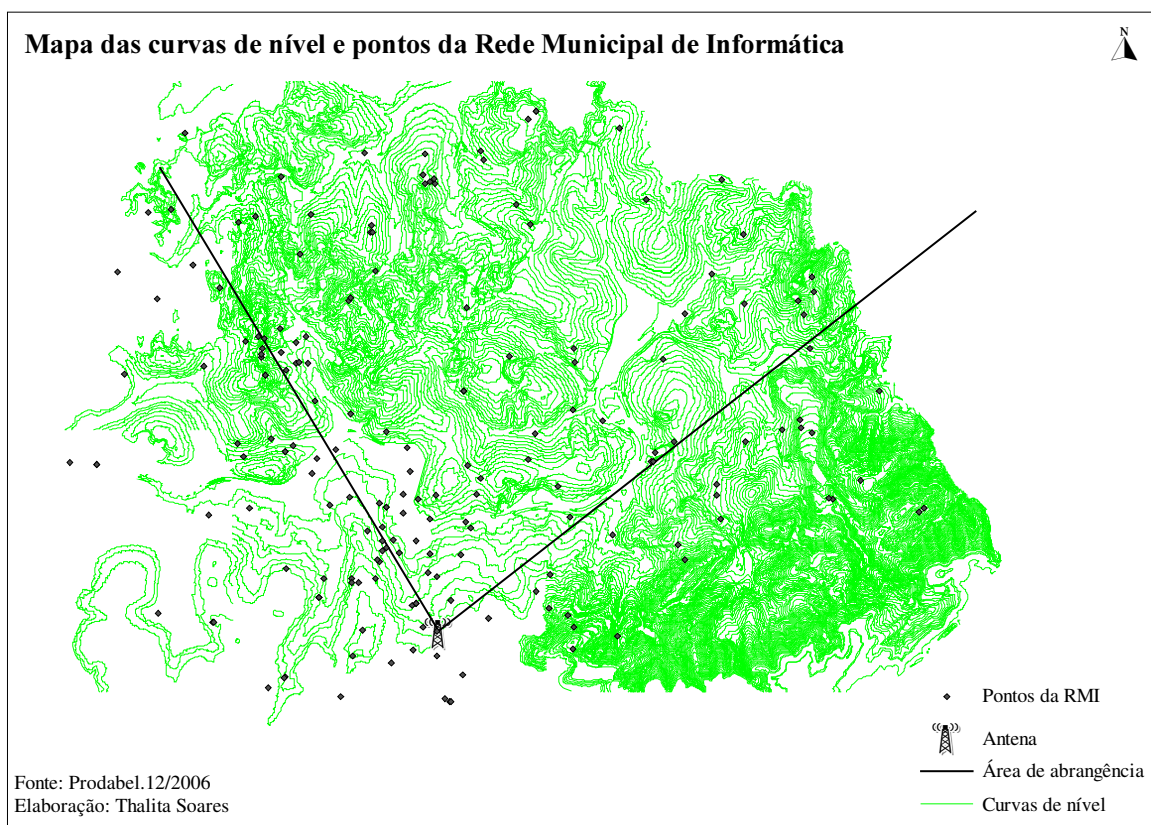 Mapa das curvas de nível e pontos da Rede Municipal de Informática
N
Pontos da RMI
Antena
Área de abrangência
Curvas de nível
Fonte: Prodabel.12/2006
Elaboração: Thalita Soares